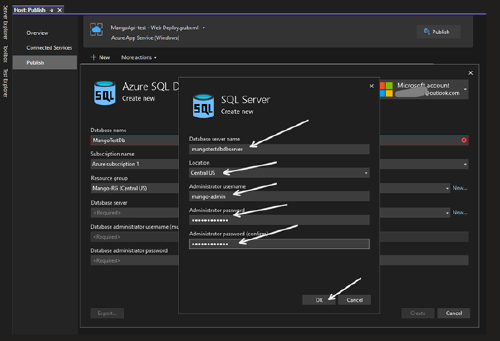 Host: Publish
Server Explorer
Toolbox
Test Explorer
Overview
Connected Services
Publish
MangoApi-test - Web Deploy.pubxml
Azure App Service (Windows)
Publish
New
More actions
Azure SQL D
Create new
Microsoft account
@outlook.com
Database name
MangoTestDb
Subscription name
Azure subscription 1
Resource group
Mango-RG (Central US)
New...
Database server
<Required>
New...
Database administrator username
<Required>
Database administrator password
<Required>
Export...
Create
Cancel
SQL Server
Create new
Database server name
Location
Central US
Administrator username
mango-admin
Administrator password
Administrator password (confirm)
OK
Cancel